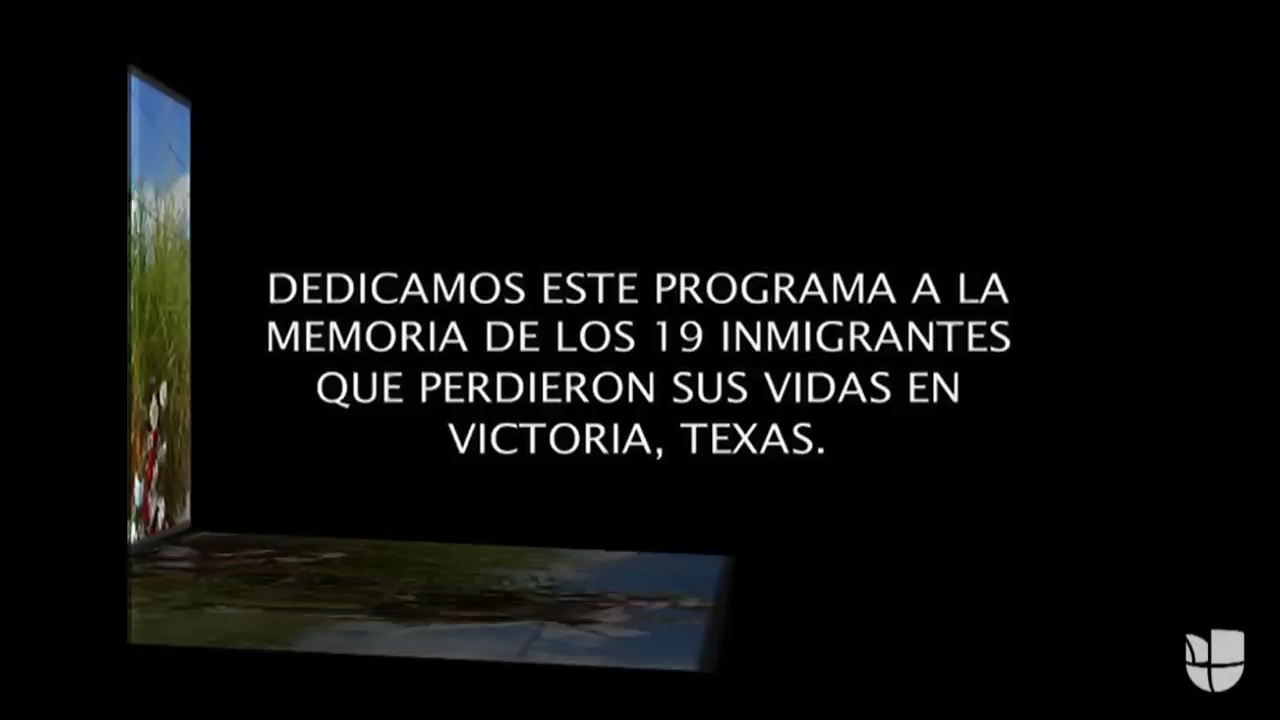 DEDICAMOS ESTE PROGRAMA A LA
MEMORIA DE LOS 19 INMIGRANTES
QUE PERDIERON SUS VIDAS EN
VICTORIA, TEXAS.